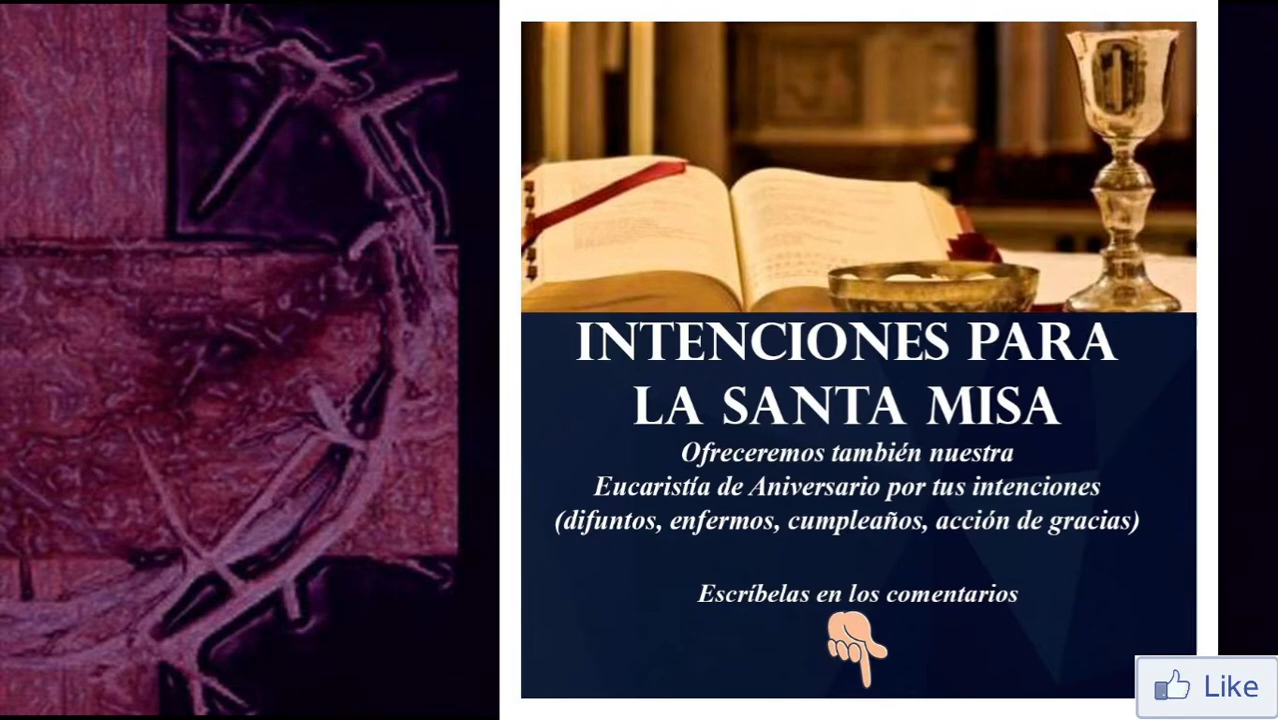 INTENCIONES PARA
LA SANTA MISA
Ofreceremos también nuestra
Eucaristía de Aniversario por tus intenciones
(difuntos, enfermos, cumpleaños, acción de gracias)
Escríbelas en los comentarios
Like